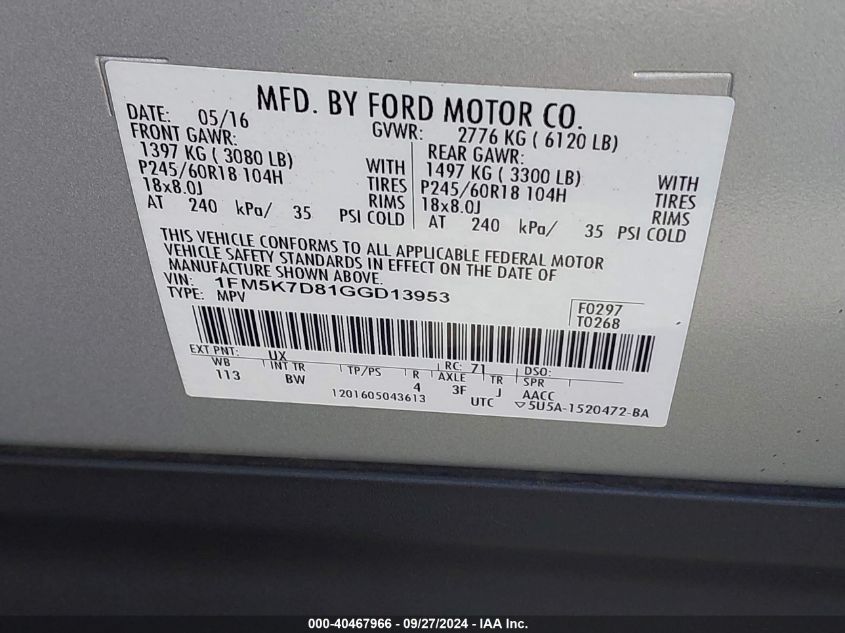 MFD. BY FORD MOTOR CO.
DATE: 05/16 GVWR: 2776 KG ( 6120 LB)
FRONT GAWR: REAR GAWR:
1397 KG ( 3080 LB) WITH 1497 KG ( 3300 LB) WITH
P245/60R18 104H TIRES P245/60R18 104H TIRES
18x8.0J RIMS 18x8.0J RIMS
AT 240 kPa/ 35 PSI COLD AT 240 kPa/ 35 PSI COLD
THIS VEHICLE CONFORMS TO ALL APPLICABLE FEDERAL MOTOR
VEHICLE SAFETY STANDARDS IN EFFECT ON THE DATE OF
MANUFACTURE SHOWN ABOVE.
VIN: 1FM5K7D81GGD13953
TYPE: MPV
F0297
T0268
EXT PNT: UX RC: 71 DSO:
WB INT TR TP/PS R AXLE TR SPR
113 BW 4 3F J AACC
1201605043613 UTC ▽5U5A-1520472-BA
000-40467966 - 09/27/2024 - IAA Inc.